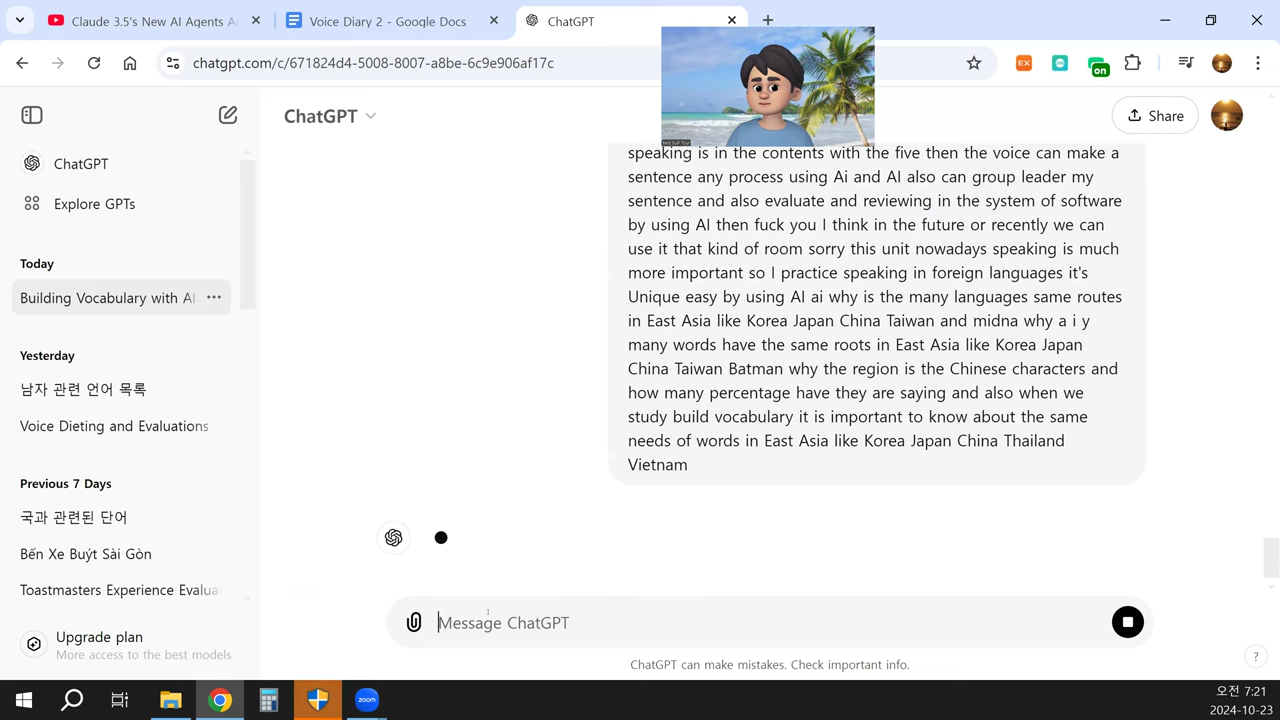 Claude 3.5's New AI Agents A
Voice Diary 2 - Google Docs
ChatGPT
chatgpt.com/c/671824d4-5008-8007-a8be-6c9e906af17c
EX
on
ChatGPT
Explore GPTs
Today
Building Vocabulary with AI
Yesterday
남자 관련 언어 목록
Voice Dieting and Evaluations
Previous 7 Days
국과 관련된 단어
Bến Xe Buýt Sài Gòn
Toastmasters Experience Evalua
Upgrade plan
More access to the best models
ChatGPT
Share
speaking is in the contents with the five then the voice can make a
sentence any process using Ai and AI also can group leader my
sentence and also evaluate and reviewing in the system of software
by using AI then fuck you I think in the future or recently we can
use it that kind of room sorry this unit nowadays speaking is much
more important so I practice speaking in foreign languages it's
Unique easy by using AI ai why is the many languages same routes
in East Asia like Korea Japan China Taiwan and midna why a i y
many words have the same roots in East Asia like Korea Japan
China Taiwan Batman why the region is the Chinese characters and
how many percentage have they are saying and also when we
study build vocabulary it is important to know about the same
needs of words in East Asia like Korea Japan China Thailand
Vietnam
Message ChatGPT
ChatGPT can make mistakes. Check important info.
?
zoom
오전 7:21
2024-10-23